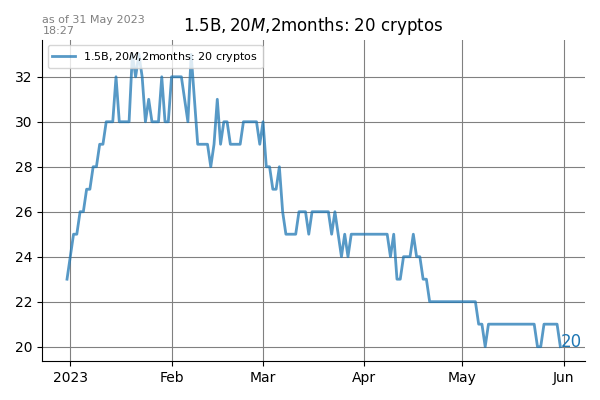 as of 31 May 2023
18:27
1.5B, 20M,2months: 20 cryptos
1.5B, 20M,2months: 20 cryptos
32
30
28
26
24
22
20
20
2023
Feb
Mar
Apr
May
Jun